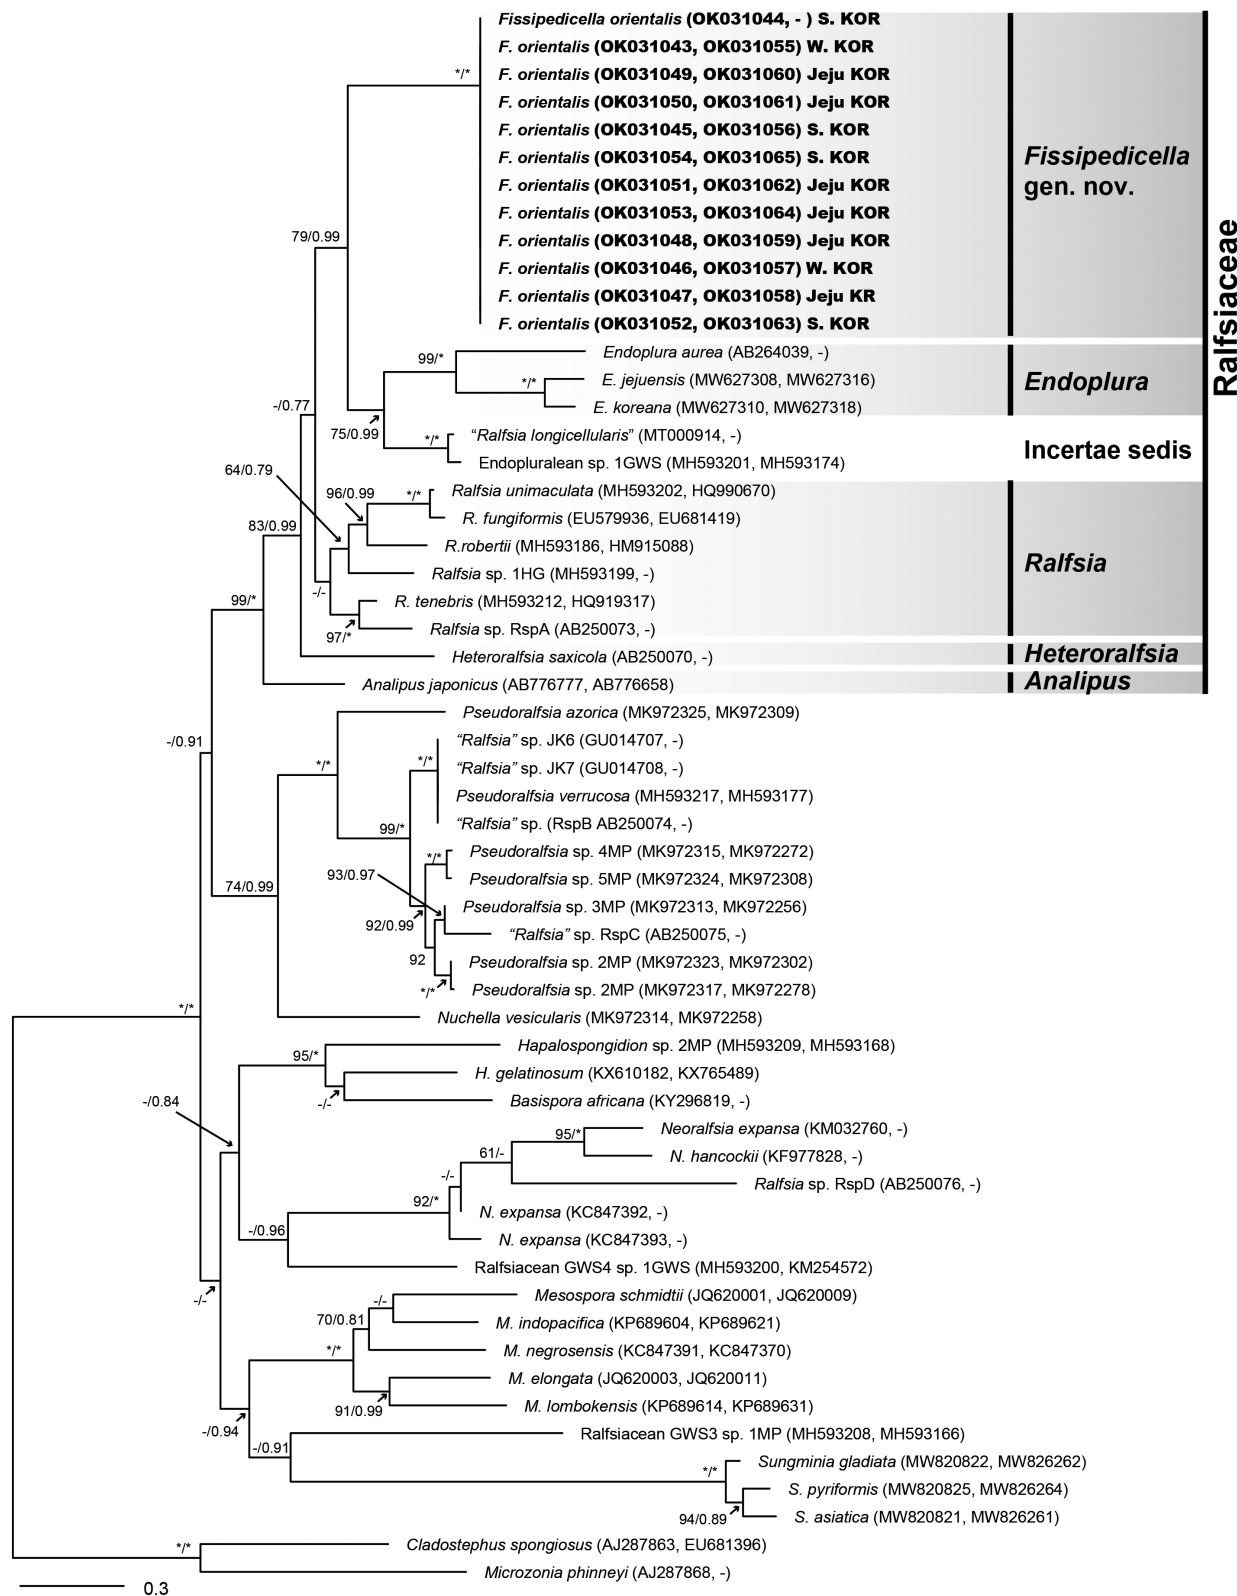 Fissipedicella orientalis (OK031044, - ) S. KOR
F. orientalis (OK031043, OK031055) W. KOR
F. orientalis (OK031049, OK031060) Jeju KOR
F. orientalis (OK031050, OK031061) Jeju KOR
F. orientalis (OK031045, OK031056) S. KOR
F. orientalis (OK031054, OK031065) S. KOR
F. orientalis (OK031051, OK031062) Jeju KOR
F. orientalis (OK031053, OK031064) Jeju KOR
F. orientalis (OK031048, OK031059) Jeju KOR
F. orientalis (OK031046, OK031057) W. KOR
F. orientalis (OK031047, OK031058) Jeju KR
F. orientalis (OK031052, OK031063) S. KOR
Endoplura aurea (AB264039, -)
E. jejuensis (MW627308, MW627316)
E. koreana (MW627310, MW627318)
“Ralfsia longicellularis” (MT000914, -)
Endopluralean sp. 1GWS (MH593201, MH593174)
Ralfsia unimaculata (MH593202, HQ990670)
R. fungiformis (EU579936, EU681419)
R.robertii (MH593186, HM915088)
Ralfsia sp. 1HG (MH593199, -)
R. tenebris (MH593212, HQ919317)
Ralfsia sp. RspA (AB250073, -)
Heteroralfsia saxicola (AB250070, -)
Analipus japonicus (AB776777, AB776658)
Pseudoralfsia azorica (MK972325, MK972309)
“Ralfsia” sp. JK6 (GU014707, -)
“Ralfsia” sp. JK7 (GU014708, -)
Pseudoralfsia verrucosa (MH593217, MH593177)
“Ralfsia” sp. (RspB AB250074, -)
Pseudoralfsia sp. 4MP (MK972315, MK972272)
Pseudoralfsia sp. 5MP (MK972324, MK972308)
Pseudoralfsia sp. 3MP (MK972313, MK972256)
“Ralfsia” sp. RspC (AB250075, -)
Pseudoralfsia sp. 2MP (MK972323, MK972302)
Pseudoralfsia sp. 2MP (MK972317, MK972278)
Nuchella vesicularis (MK972314, MK972258)
Hapalospongidion sp. 2MP (MH593209, MH593168)
H. gelatinosum (KX610182, KX765489)
Basispora africana (KY296819, -)
Neoralfsia expansa (KM032760, -)
N. hancockii (KF977828, -)
Ralfsia sp. RspD (AB250076, -)
N. expansa (KC847392, -)
N. expansa (KC847393, -)
Ralfsiacean GWS4 sp. 1GWS (MH593200, KM254572)
Mesospora schmidtii (JQ620001, JQ620009)
M. indopacifica (KP689604, KP689621)
M. negrosensis (KC847391, KC847370)
M. elongata (JQ620003, JQ620011)
M. lombokensis (KP689614, KP689631)
Ralfsiacean GWS3 sp. 1MP (MH593208, MH593166)
Sungminia gladiata (MW820822, MW826262)
S. pyriformis (MW820825, MW826264)
S. asiatica (MW820821, MW826261)
Cladostephus spongiosus (AJ287863, EU681396)
Microzonia phinneyi (AJ287868, -)
Fissipedicella
gen. nov.
Endoplura
Incertae sedis
Ralfsia
Heteroralfsia
Analipus
Ralfsiaceae
*/*
79/0.99
99/*
*/*
-/0.77
75/0.99
*/*
64/0.79
96/0.99
*/*
83/0.99
-/-
99/*
97/*
-/0.91
*/*
*/*
99/*
*/*
93/0.97
74/0.99
92/0.99
92
*/*
*/*
95/*
-/0.84
-/-
95/*
61/-
-/-
92/*
-/0.96
-/-
-/-
70/0.81
*/*
91/0.99
-/0.94
-/0.91
*/*
94/0.89
*/*
0.3